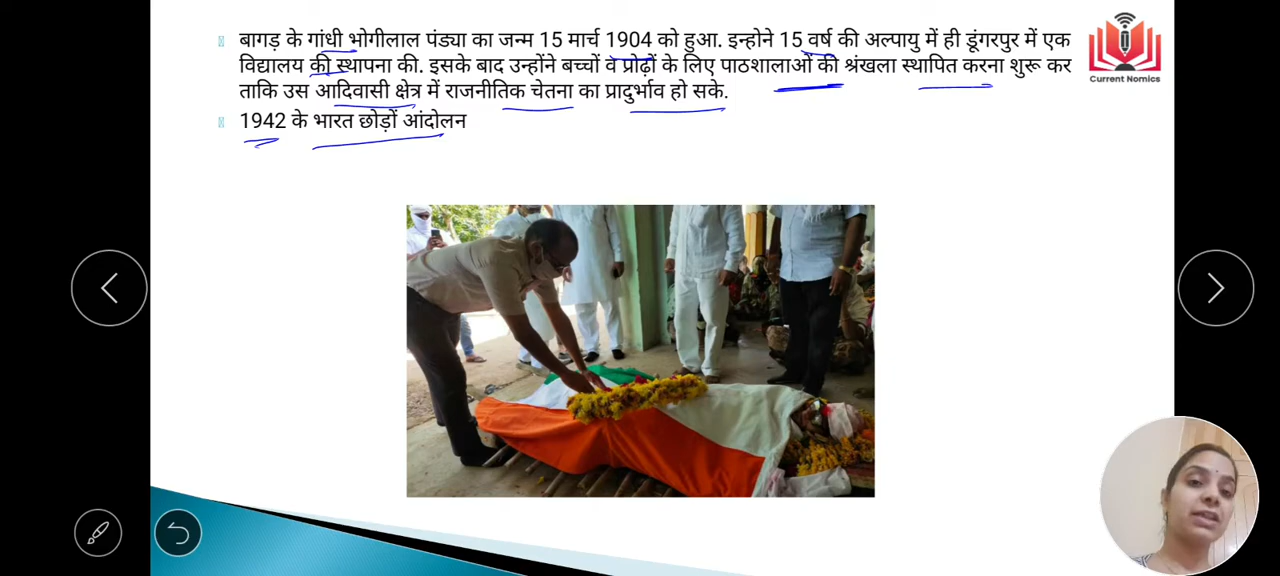 बागड़ के गांधी भोगीलाल पंड्या का जन्म 15 मार्च 1904 को हुआ. इन्होने 15 वर्ष की अल्पायु में ही डूंगरपुर में एक
विद्यालय की स्थापना की. इसके बाद उन्होंने बच्चों व प्रोढ़ों के लिए पाठशालाओं की श्रंखला स्थापित करना शुरू कर
ताकि उस आदिवासी क्षेत्र में राजनीतिक चेतना का प्रादुर्भाव हो सके.
1942 के भारत छोड़ों आंदोलन
Current Nomics